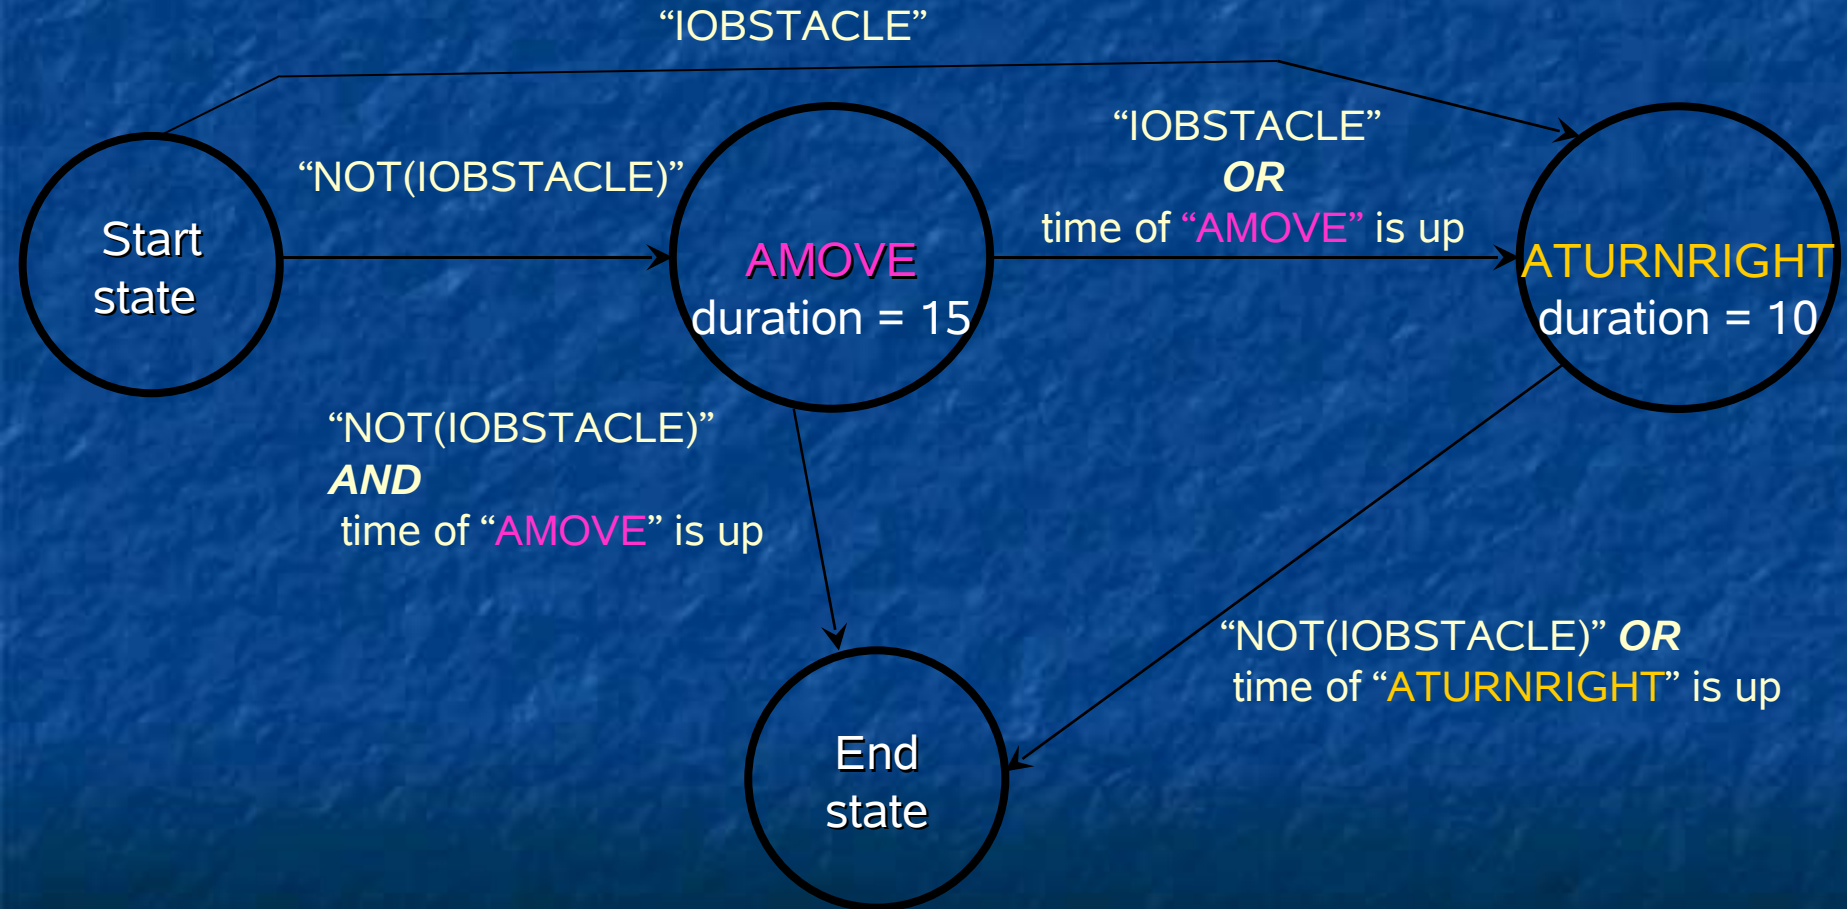 “IOBSTACLE”
“NOT(IOBSTACLE)”
“IOBSTACLE”
OR
time of “AMOVE” is up
Start
state
AMOVE
duration = 15
ATURNRIGHT
duration = 10
“NOT(IOBSTACLE)”
AND
time of “AMOVE” is up
“NOT(IOBSTACLE)” OR
time of “ATURNRIGHT” is up
End
state